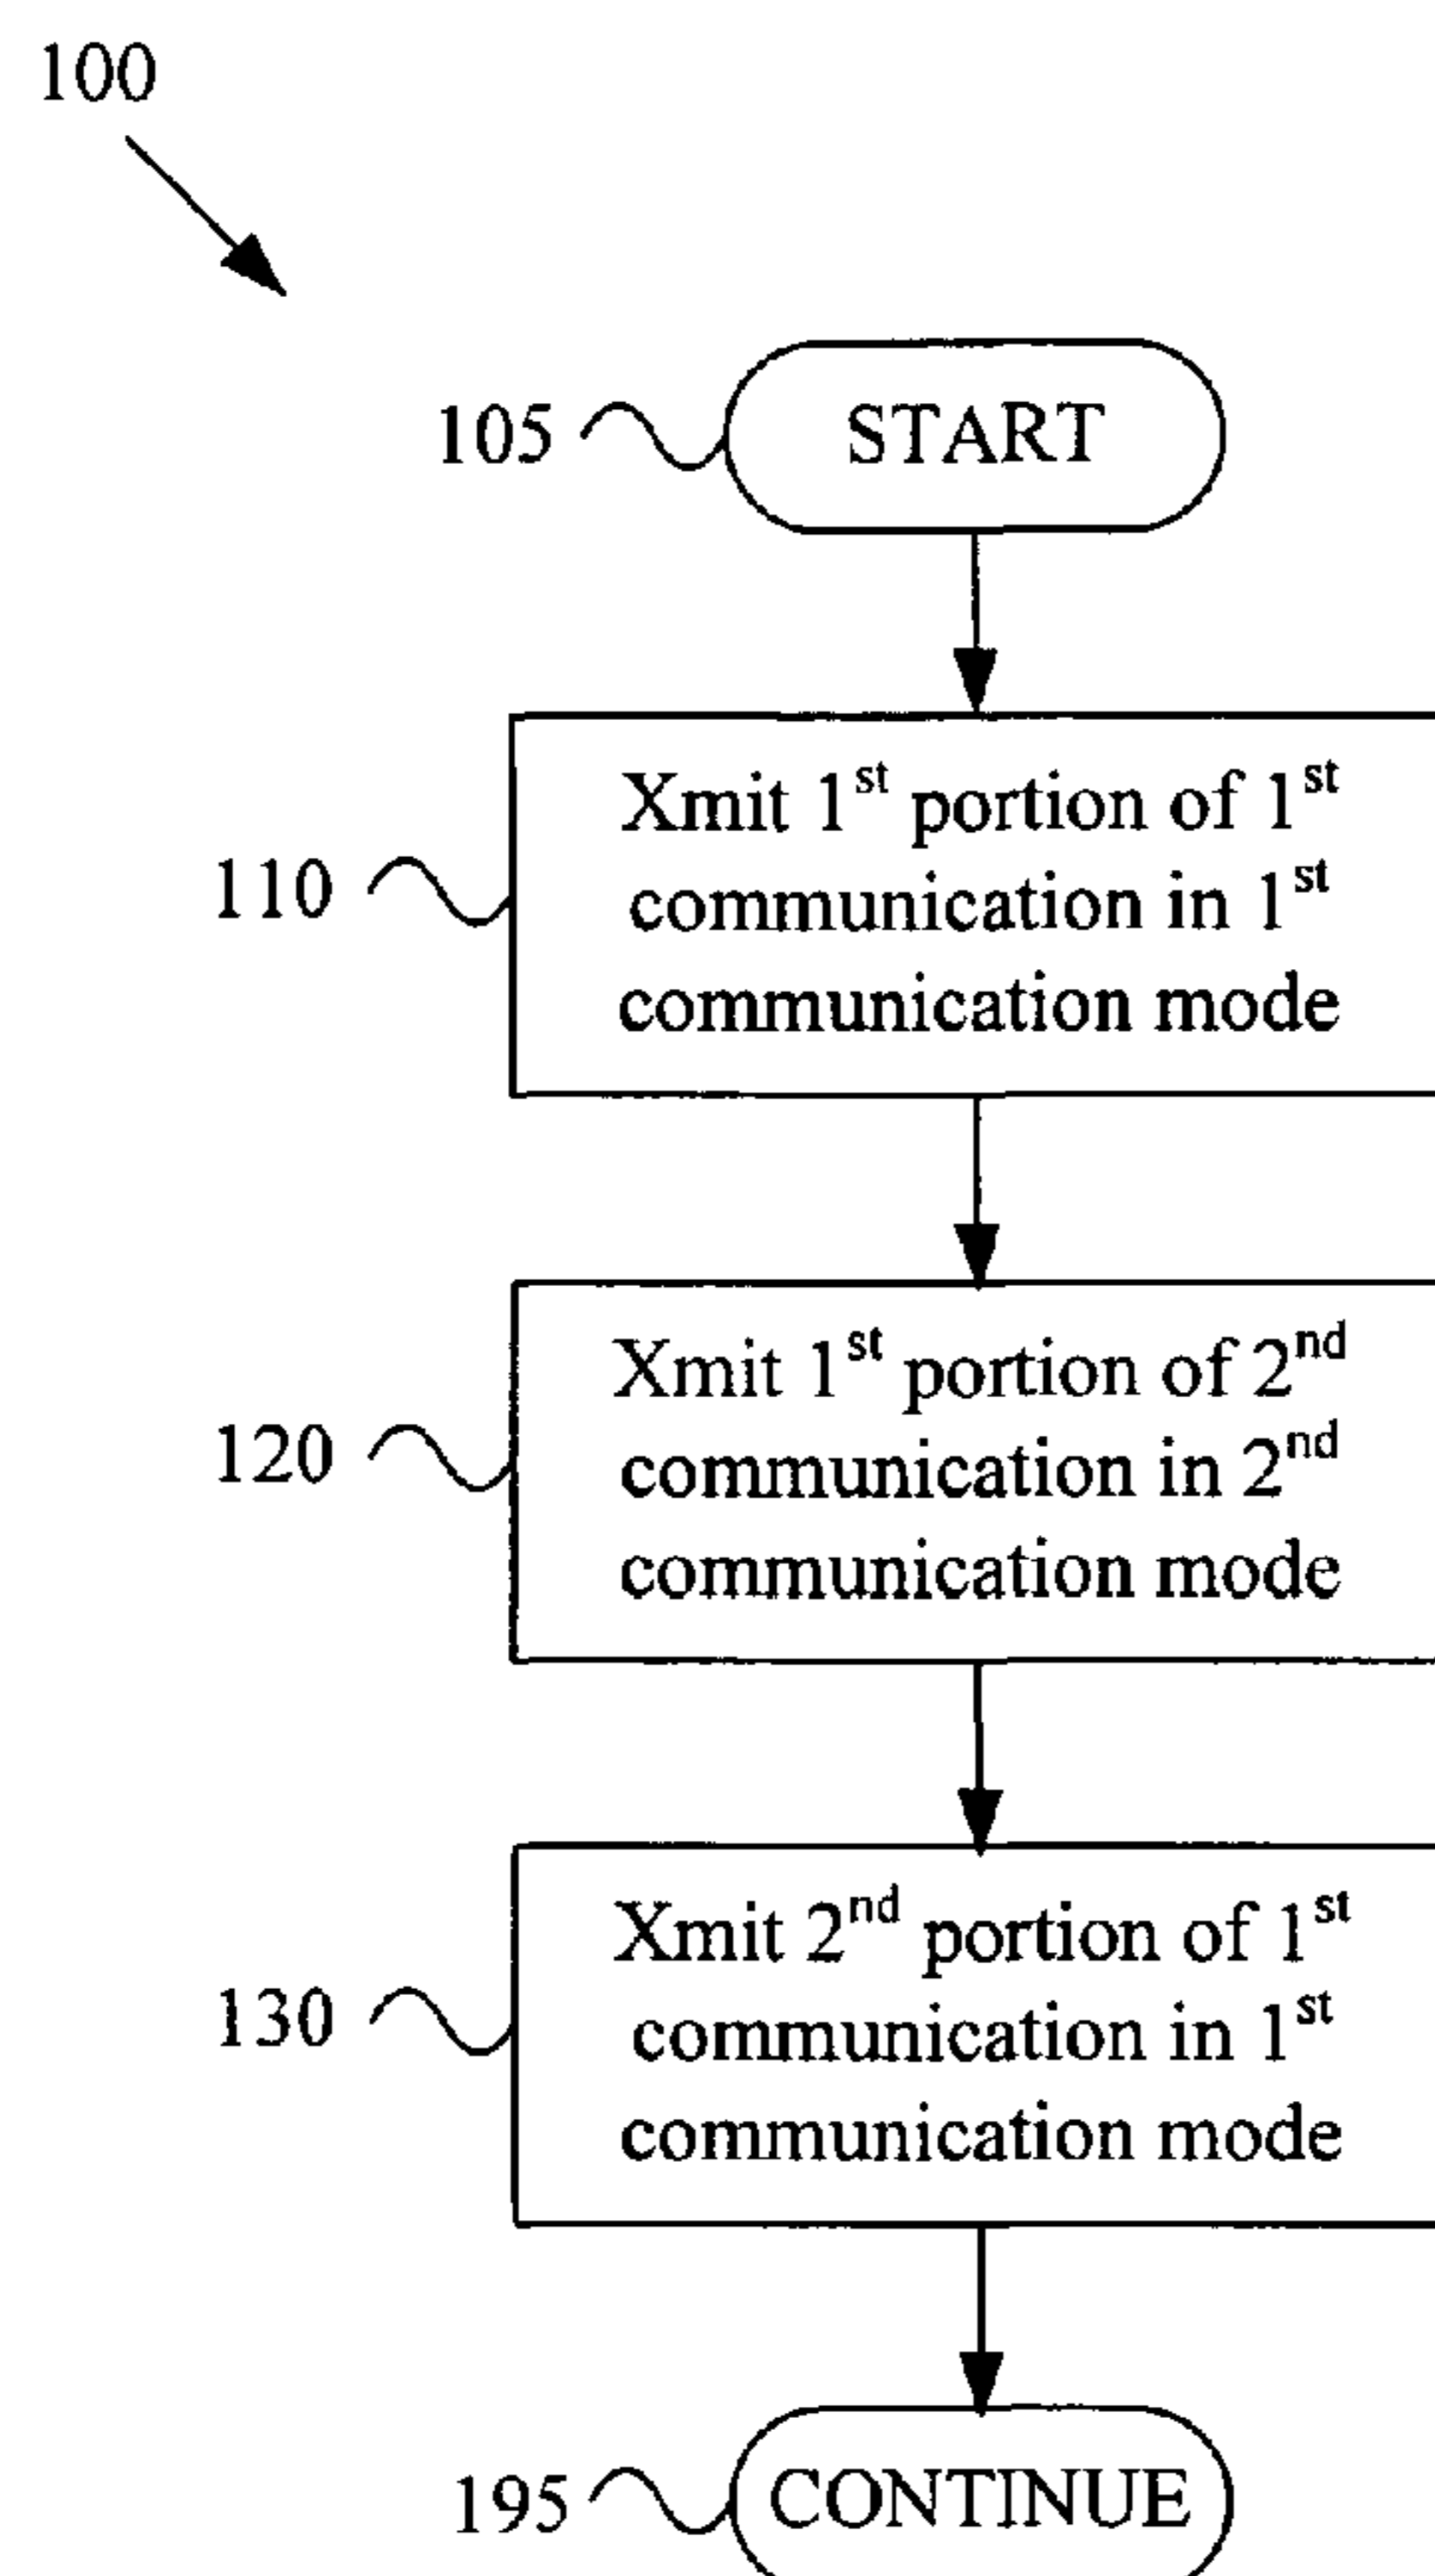 100
105
START
110
Xmit 1st portion of 1st
communication in 1st
communication mode
120
Xmit 1st portion of 2nd
communication in 2nd
communication mode
130
Xmit 2nd portion of 1st
communication in 1st
communication mode
195
CONTINUE